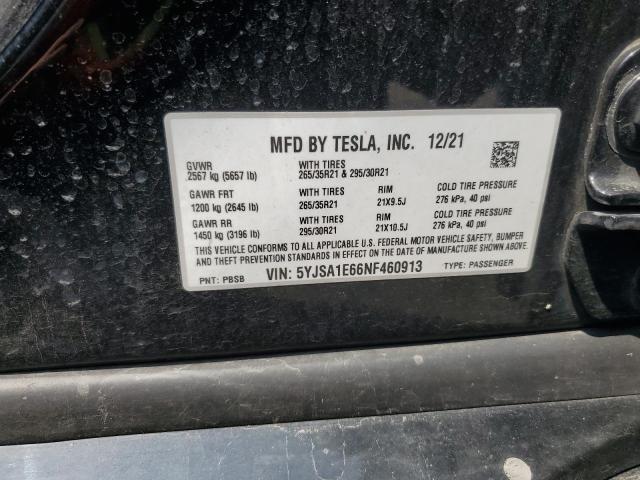 MFD BY TESLA, INC. 12/21
GVWR WITH TIRES
2567 kg (5657 lb) 265/35R21 & 295/30R21
GAWR FRT WITH TIRES RIM COLD TIRE PRESSURE
1200 kg (2645 lb) 265/35R21 21X9.5J 276 kPa, 40 psi
GAWR RR WITH TIRES RIM COLD TIRE PRESSURE
1450 kg (3196 lb) 295/30R21 21X10.5J 276 kPa, 40 psi
THIS VEHICLE CONFORMS TO ALL APPLICABLE U.S. FEDERAL MOTOR VEHICLE SAFETY, BUMPER
AND THEFT PREVENTION STANDARDS IN EFFECT ON THE DATE OF MANUFACTURE SHOWN ABOVE.
PNT: PBSB VIN: 5YJSA1E66NF460913 TYPE: PASSENGER